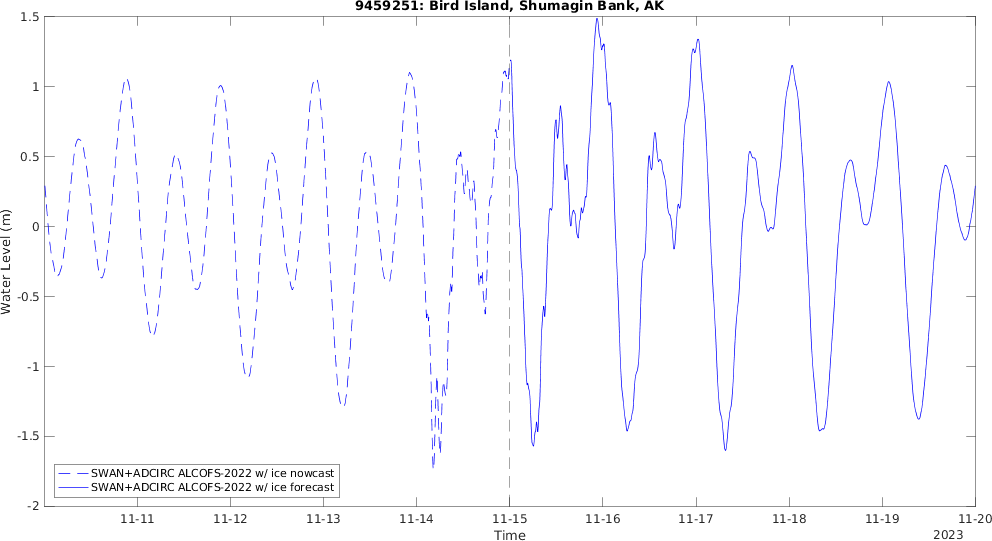 9459251: Bird Island, Shumagin Bank, AK
1.5
1
0.5
0
-0.5
-1
-1.5
-2
Water Level (m)
SWAN+ADCIRC ALCOFS-2022 w/ ice nowcast
SWAN+ADCIRC ALCOFS-2022 w/ ice forecast
11-11 11-12 11-13 11-14 11-15 11-16 11-17 11-18 11-19 11-20
Time
2023